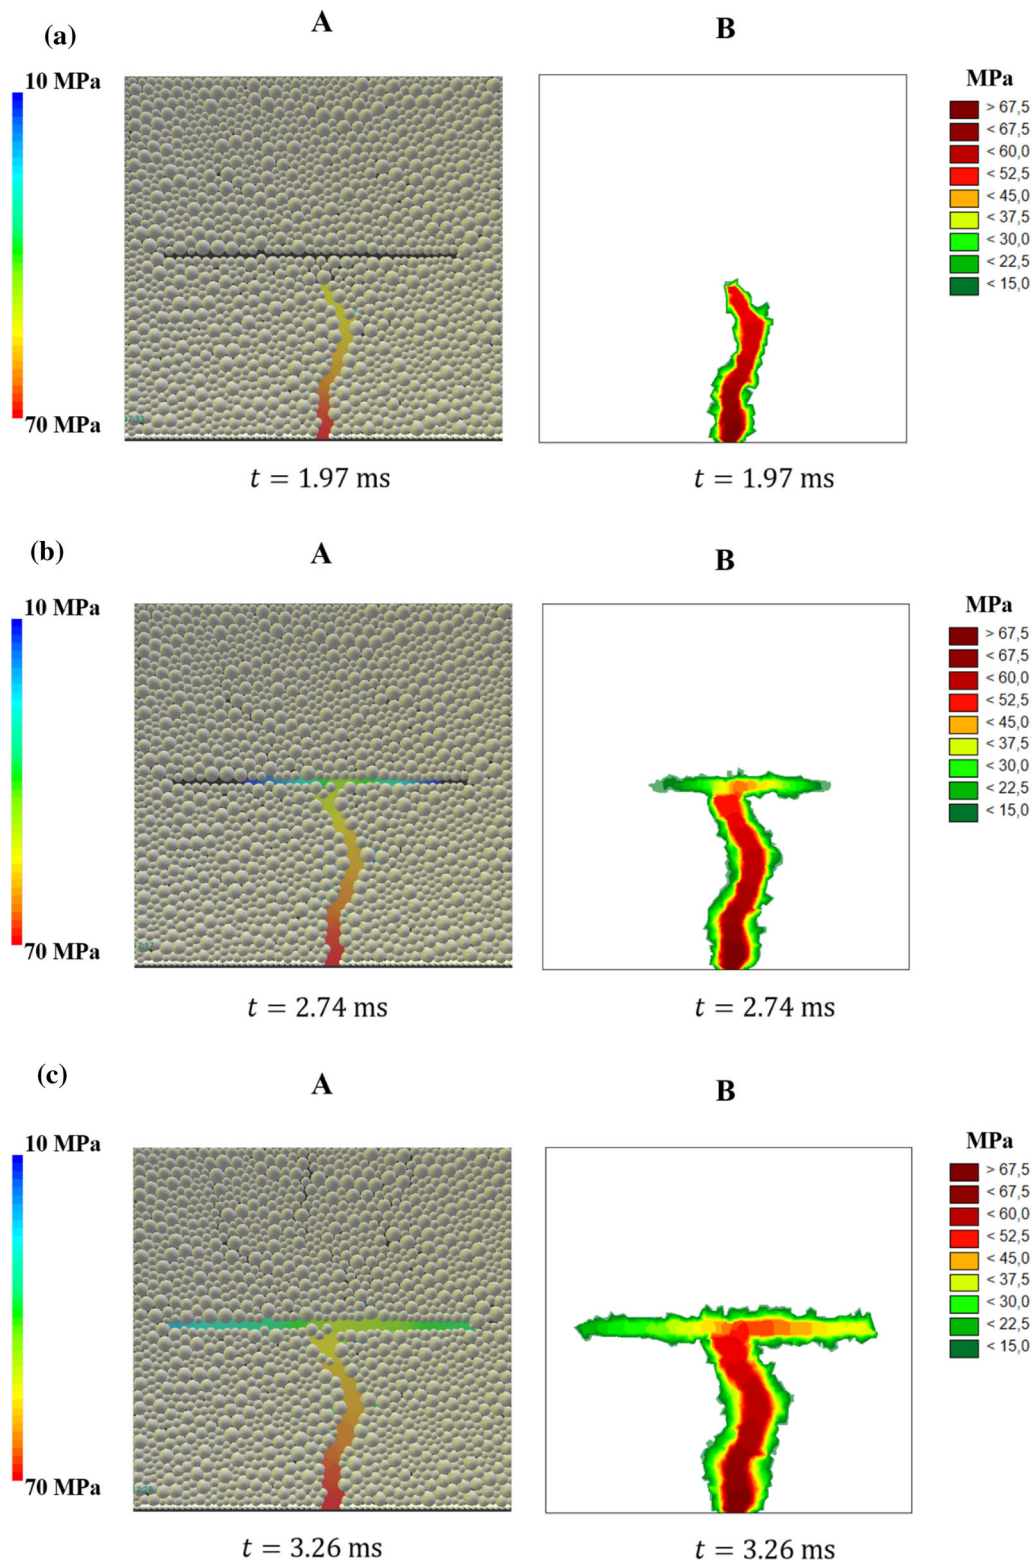 (a)
A
B
10 MPa
70 MPa
MPa
> 67,5
< 67,5
< 60,0
< 52,5
< 45,0
< 37,5
< 30,0
< 22,5
< 15,0
t = 1.97 ms
t = 1.97 ms
(b)
A
B
10 MPa
70 MPa
MPa
> 67,5
< 67,5
< 60,0
< 52,5
< 45,0
< 37,5
< 30,0
< 22,5
< 15,0
t = 2.74 ms
t = 2.74 ms
(c)
A
B
10 MPa
70 MPa
MPa
> 67,5
< 67,5
< 60,0
< 52,5
< 45,0
< 37,5
< 30,0
< 22,5
< 15,0
t = 3.26 ms
t = 3.26 ms